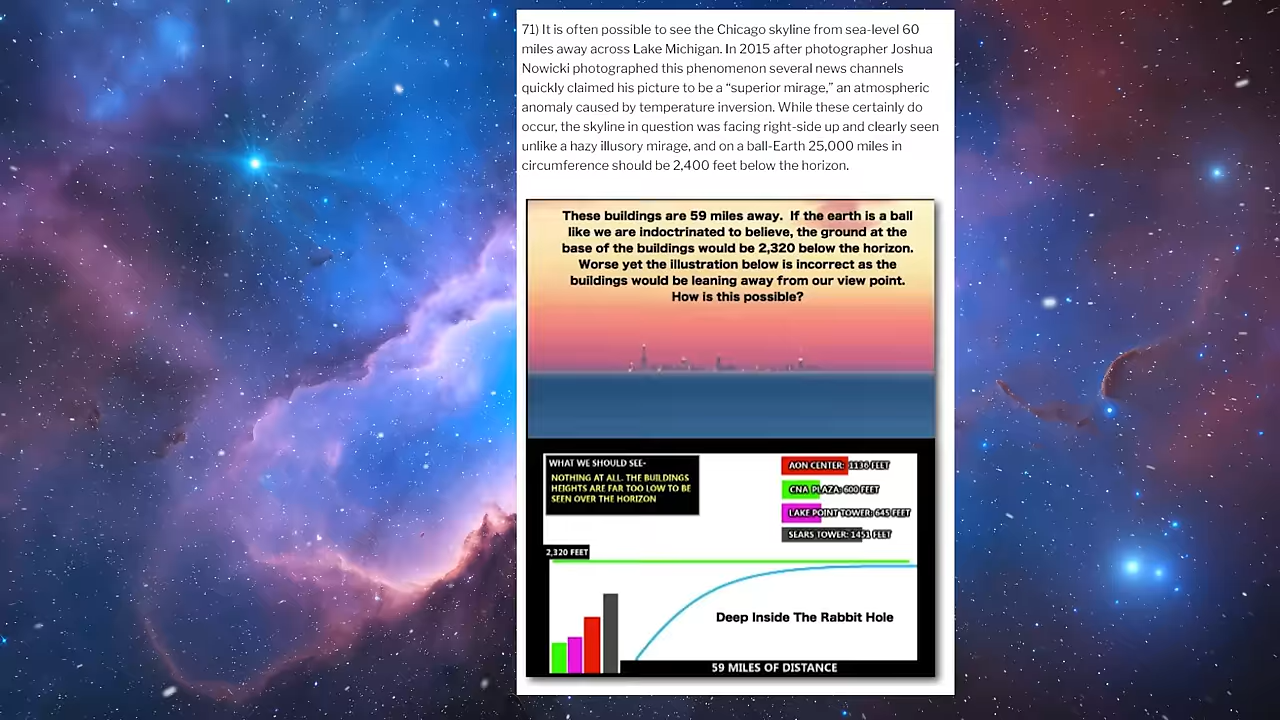 71) It is often possible to see the Chicago skyline from sea-level 60
miles away across Lake Michigan. In 2015 after photographer Joshua
Nowicki photographed this phenomenon several news channels
quickly claimed his picture to be a “superior mirage,” an atmospheric
anomaly caused by temperature inversion. While these certainly do
occur, the skyline in question was facing right-side up and clearly seen
unlike a hazy illusory mirage, and on a ball-Earth 25,000 miles in
circumference should be 2,400 feet below the horizon.
These buildings are 59 miles away. If the earth is a ball
like we are indoctrinated to believe, the ground at the
base of the buildings would be 2,320 below the horizon.
Worse yet the illustration below is incorrect as the
buildings would be leaning away from our view point.
How is this possible?
WHAT WE SHOULD SEE-
NOTHING AT ALL. THE BUILDINGS
HEIGHTS ARE FAR TOO LOW TO BE
SEEN OVER THE HORIZON
AON CENTER: 1136 FEET
CNA PLAZA: 600 FEET
LAKE POINT TOWER: 645 FEET
SEARS TOWER: 1451 FEET
2,320 FEET
Deep Inside The Rabbit Hole
59 MILES OF DISTANCE